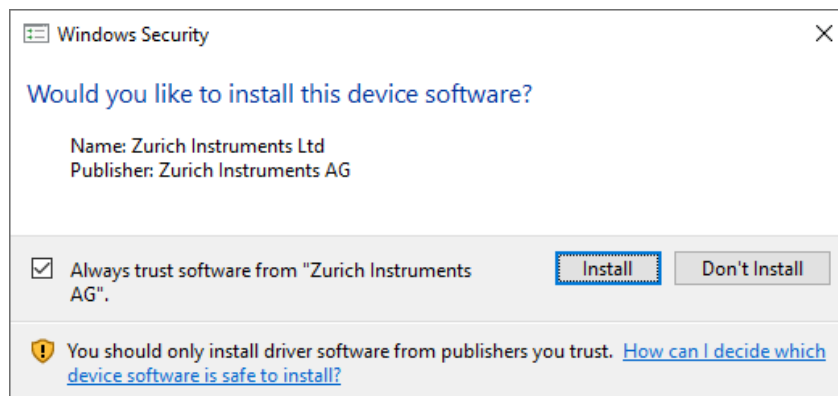 Windows Security
Would you like to install this device software?
Name: Zurich Instruments Ltd
Publisher: Zurich Instruments AG
Always trust software from "Zurich Instruments
AG".
Install
Don't Install
You should only install driver software from publishers you trust. How can I decide which
device software is safe to install?